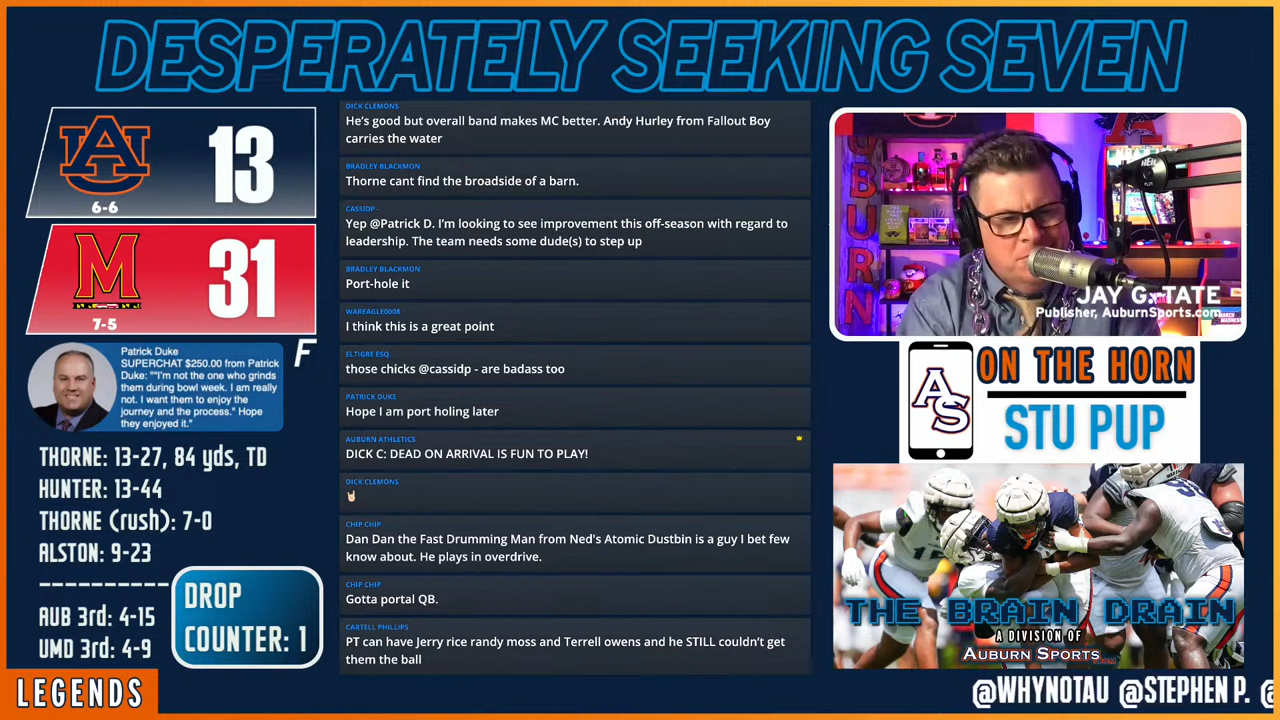 DESPERATELY SEEKING SEVEN
AU
13
6-6
M
31
7-5
F
Patrick Duke
SUPERCHAT $250.00 from Patrick
Duke: ""I'm not the one who grinds
them during bowl week. I am really
not. I want them to enjoy the
journey and the process." Hope
they enjoyed it."
THORNE: 13-27, 84 yds, TD
HUNTER: 13-44
THORNE (rush): 7-0
ALSTON: 9-23
----------
AUB 3rd: 4-15
UMD 3rd: 4-9
DROP
COUNTER: 1
DICK CLEMONS
He's good but overall band makes MC better. Andy Hurley from Fallout Boy
carries the water
BRADLEY BLACKMON
Thorne cant find the broadside of a barn.
CASSIDP -
Yep @Patrick D. I'm looking to see improvement this off-season with regard to
leadership. The team needs some dude(s) to step up
BRADLEY BLACKMON
Port-hole it
WAREAGLE0008
I think this is a great point
ELTIGRE ESQ.
those chicks @cassidp - are badass too
PATRICK DUKE
Hope I am port holing later
AUBURN ATHLETICS
DICK C: DEAD ON ARRIVAL IS FUN TO PLAY!
DICK CLEMONS
🤘🏻
CHIP CHIP
Dan Dan the Fast Drumming Man from Ned's Atomic Dustbin is a guy I bet few
know about. He plays in overdrive.
CHIP CHIP
Gotta portal QB.
CARTELL PHILLIPS
PT can have Jerry rice randy moss and Terrell owens and he STILL couldn't get
them the ball
UBURN
JAY G. TATE
Publisher, AuburnSports.com
AS
ON THE HORN
STU PUP
THE BRAIN DRAIN
A DIVISION OF
AUBURN SPORTS
LEGENDS
@WHYNOTAU @STEPHEN P. @